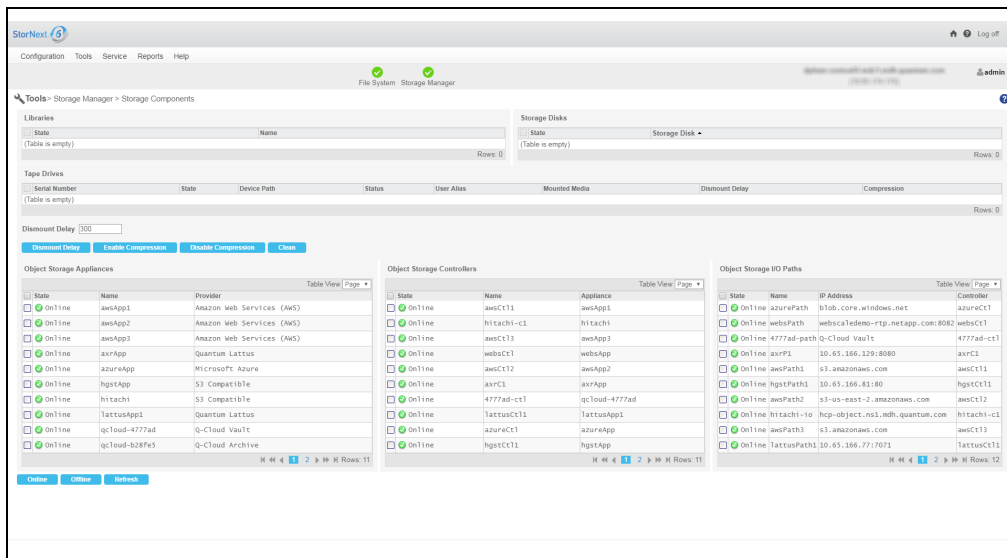 StorNext 6
Log off
Configuration Tools Service Reports Help
File System Storage Manager
admin
Tools> Storage Manager > Storage Components
Libraries
State Name
(Table is empty)
Rows: 0
Storage Disks
State Storage Disk
(Table is empty)
Rows: 0
Tape Drives
Serial Number State Device Path Status User Alias Mounted Media Dismount Delay Compression
(Table is empty)
Rows: 0
Dismount Delay 300
Dismount Delay Enable Compression Disable Compression Clean
Object Storage Appliances
Table View Page
State Name Provider
Online awsApp1 Amazon Web Services (AWS)
Online awsApp2 Amazon Web Services (AWS)
Online awsApp3 Amazon Web Services (AWS)
Online axrApp Quantum Lattus
Online azureApp Microsoft Azure
Online hgstApp S3 Compatible
Online hitachi S3 Compatible
Online lattusApp1 Quantum Lattus
Online qcloud-4777ad Q-Cloud Vault
Online qcloud-b28fe5 Q-Cloud Archive
1 2 Rows: 11
Object Storage Controllers
Table View Page
State Name Appliance
Online awsCtl1 awsApp1
Online hitachi-c1 hitachi
Online awsCtl3 awsApp3
Online websCtl websApp
Online awsCtl2 awsApp2
Online axrC1 axrApp
Online 4777ad-ctl qcloud-4777ad
Online lattusCtl1 lattusApp1
Online azureCtl azureApp
Online hgstCtl1 hgstApp
1 2 Rows: 11
Object Storage I/O Paths
Table View Page
State Name IP Address Controller
Online azurePath blob.core.windows.net azureCtl
Online websPath webscaledemo-rtp.netapp.com:8082 websCtl
Online 4777ad-path Q-Cloud Vault 4777ad-ctl
Online axrP1 10.65.166.129:8080 axrC1
Online awsPath1 s3.amazonaws.com awsCtl1
Online hgstPath1 10.65.166.81:80 hgstCtl1
Online awsPath2 s3-us-east-2.amazonaws.com awsCtl2
Online hitachi-io hcp-object.ns1.mdh.quantum.com hitachi-c1
Online awsPath3 s3.amazonaws.com awsCtl3
Online lattusPath1 10.65.166.77:7071 lattusCtl1
1 2 Rows: 12
Online Offline Refresh